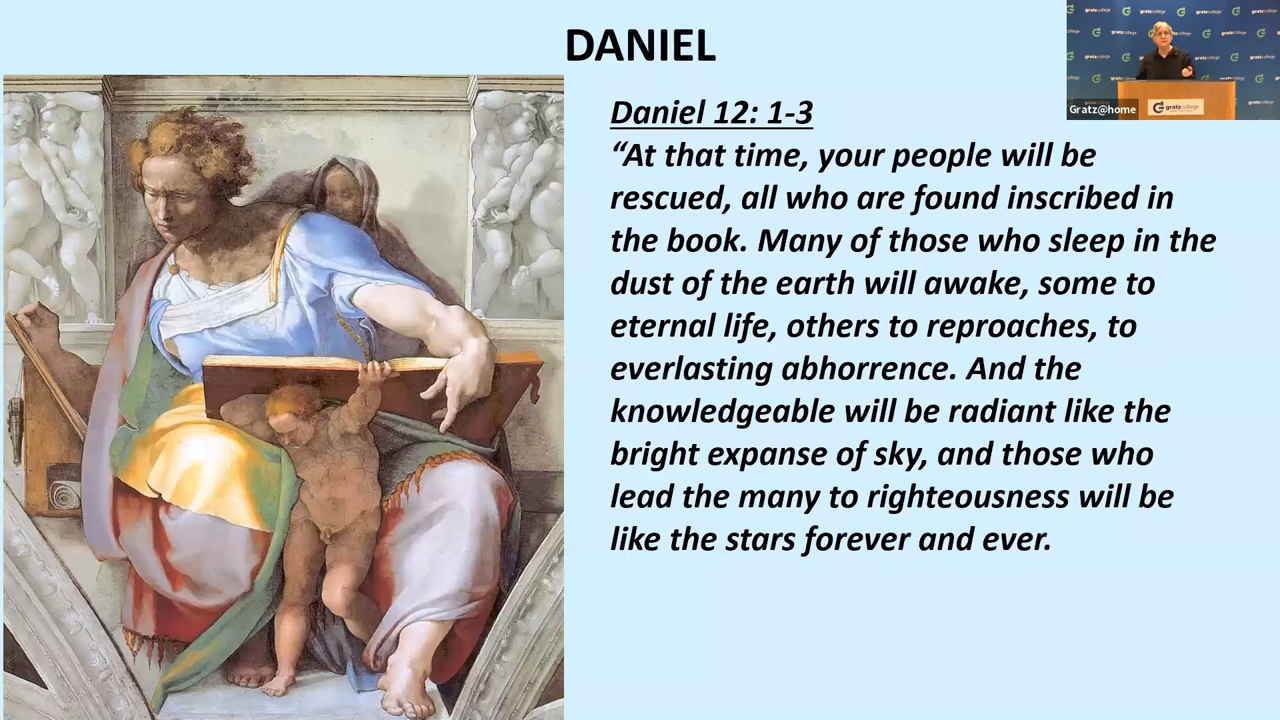 DANIEL
Daniel 12: 1-3
“At that time, your people will be
rescued, all who are found inscribed in
the book. Many of those who sleep in the
dust of the earth will awake, some to
eternal life, others to reproaches, to
everlasting abhorrence. And the
knowledgeable will be radiant like the
bright expanse of sky, and those who
lead the many to righteousness will be
like the stars forever and ever.
Gratz@home
gratzcollege